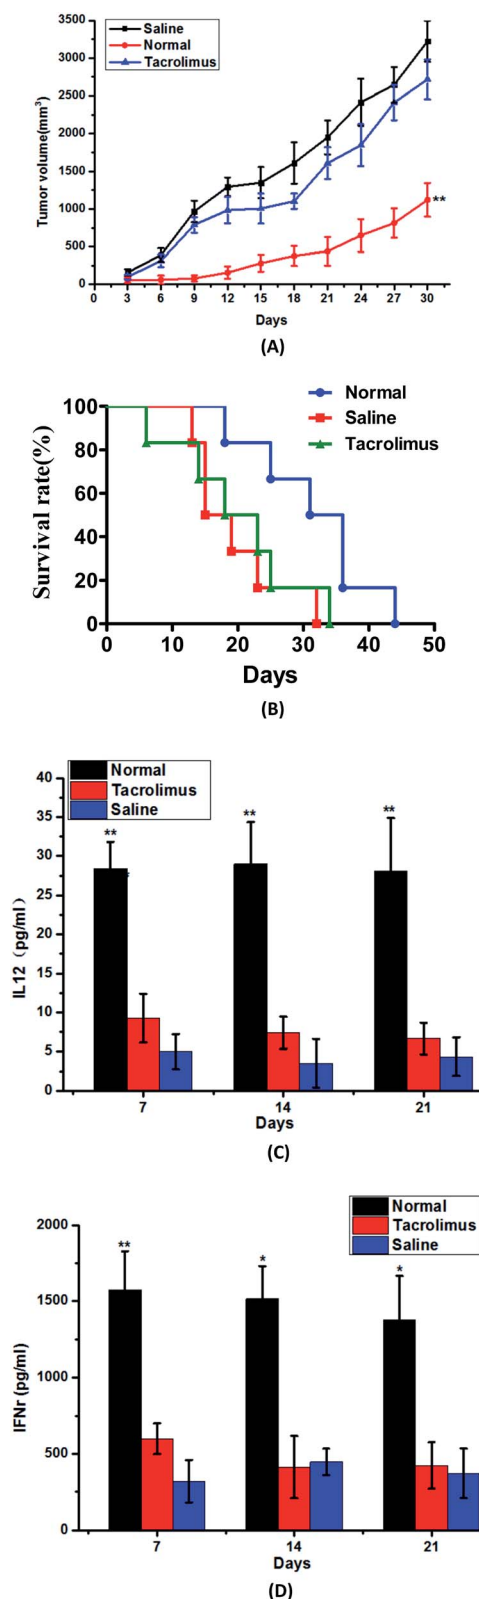 Saline
Normal
Tacrolimus
Tumor volume(mm³)
3500
3000
2500
2000
1500
1000
500
0
**
0 3 6 9 12 15 18 21 24 27 30
Days
(A)
Normal
Saline
Tacrolimus
Survival rate(%)
100
80
60
40
20
0
0 10 20 30 40 50
Days
(B)
Normal
Tacrolimus
Saline
IL12 (pg/ml)
40
35
30
25
20
15
10
5
0
** ** **
7 14 21
Days
(C)
Normal
Tacrolimus
Saline
IFNr (pg/ml)
2000
1500
1000
500
0
** * *
7 14 21
Days
(D)